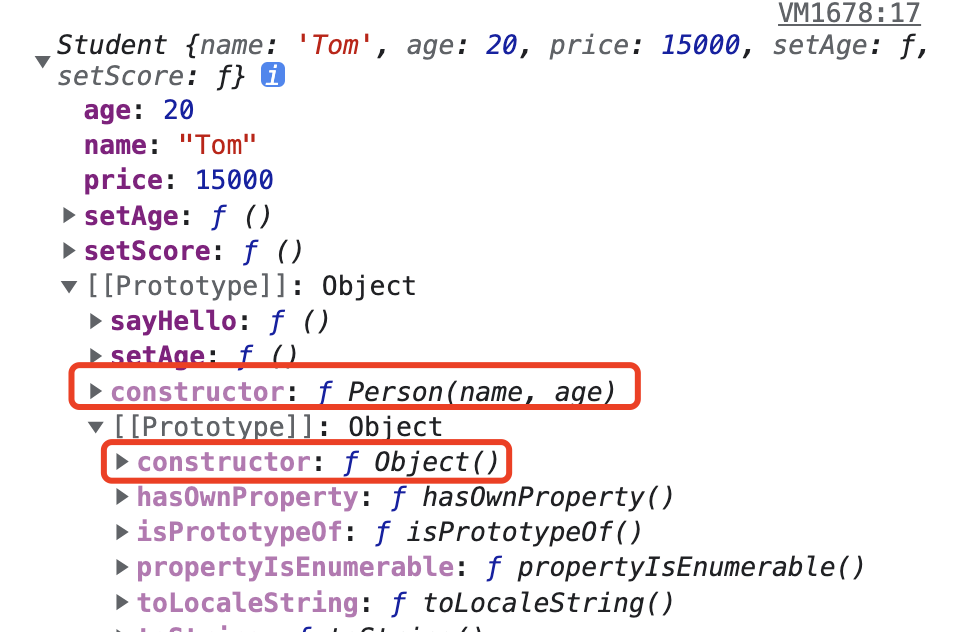 VM1678:17
Student {name: 'Tom', age: 20, price: 15000, setAge: ƒ,
setScore: ƒ} i
age: 20
name: "Tom"
price: 15000
setAge: ƒ ()
setScore: ƒ ()
[[Prototype]]: Object
sayHello: ƒ ()
setAge: ƒ ()
constructor: ƒ Person(name, age)
[[Prototype]]: Object
constructor: ƒ Object()
hasOwnProperty: ƒ hasOwnProperty()
isPrototypeOf: ƒ isPrototypeOf()
propertyIsEnumerable: ƒ propertyIsEnumerable()
toLocaleString: ƒ toLocaleString()